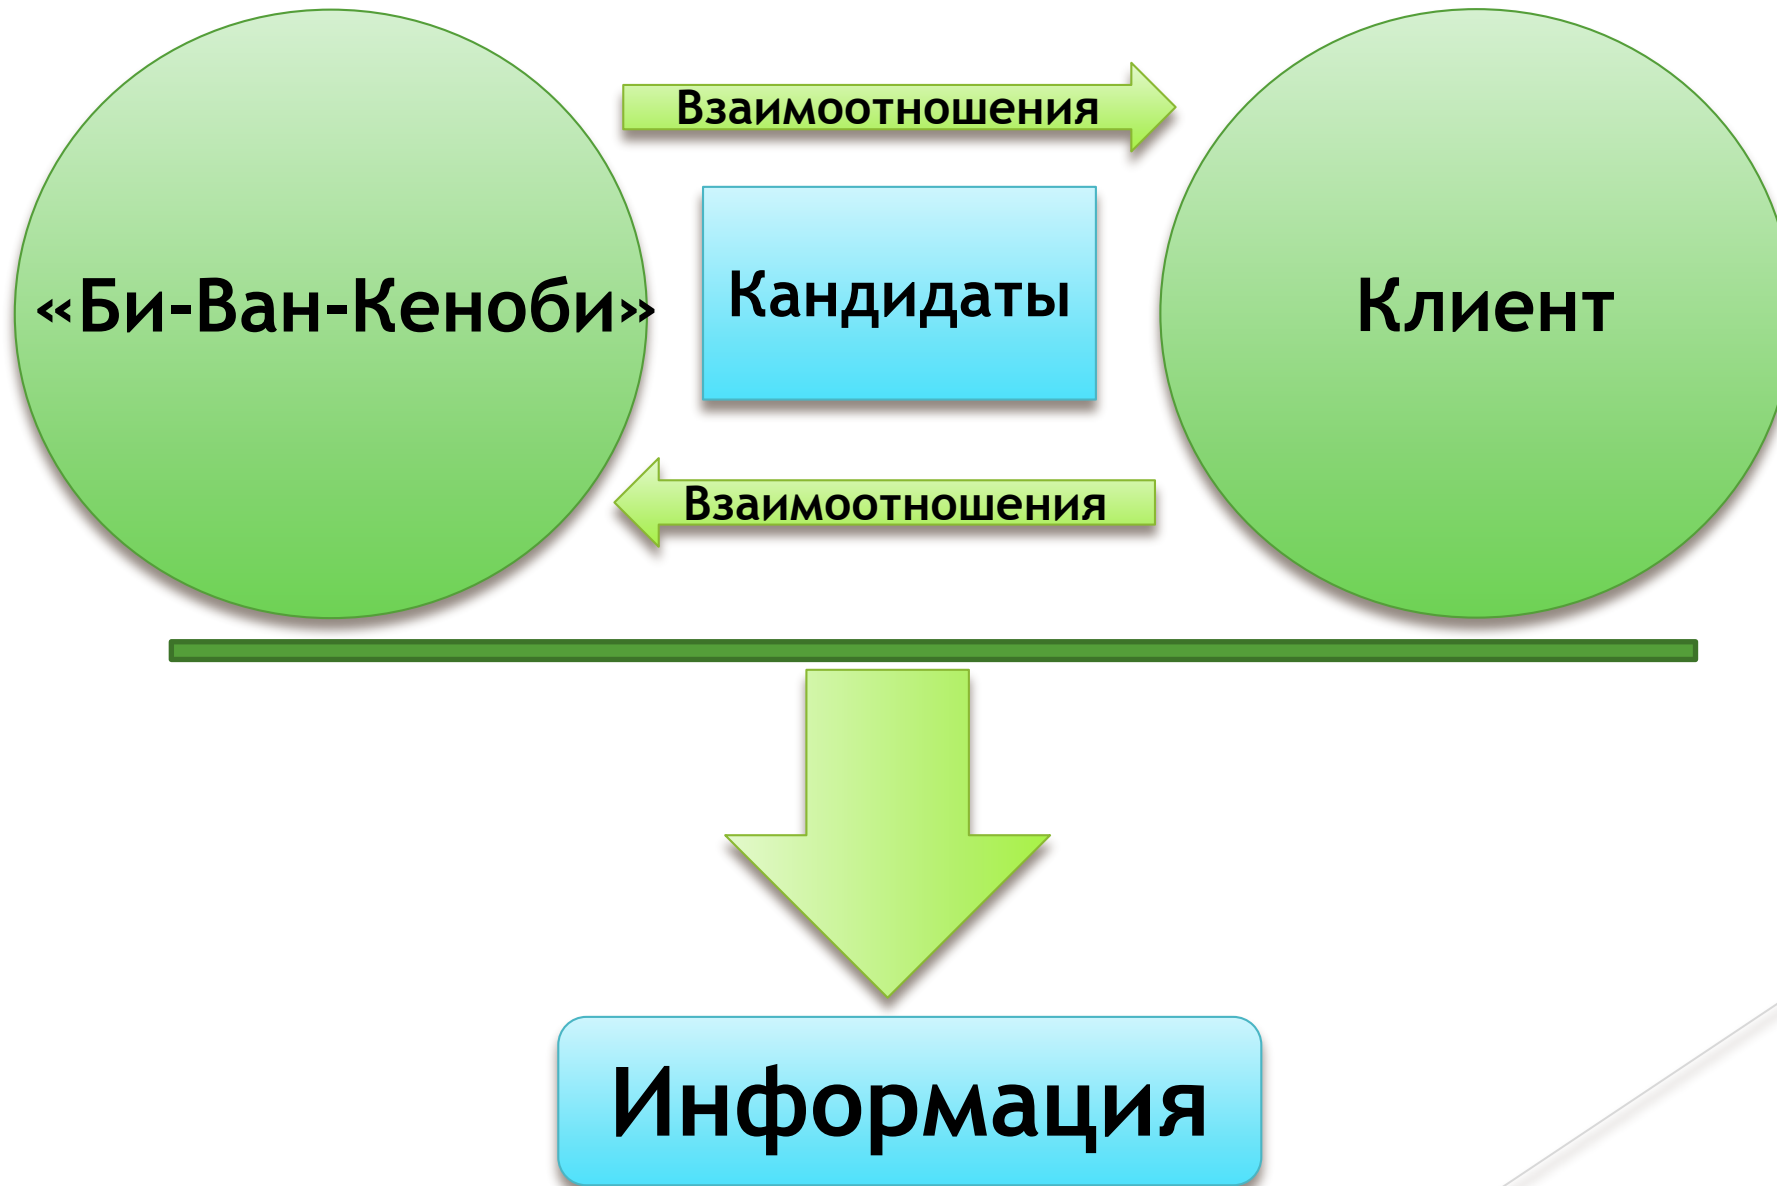 Взаимоотношения
«Би-Ван-Кеноби»
Кандидаты
Клиент
Взаимоотношения
Информация